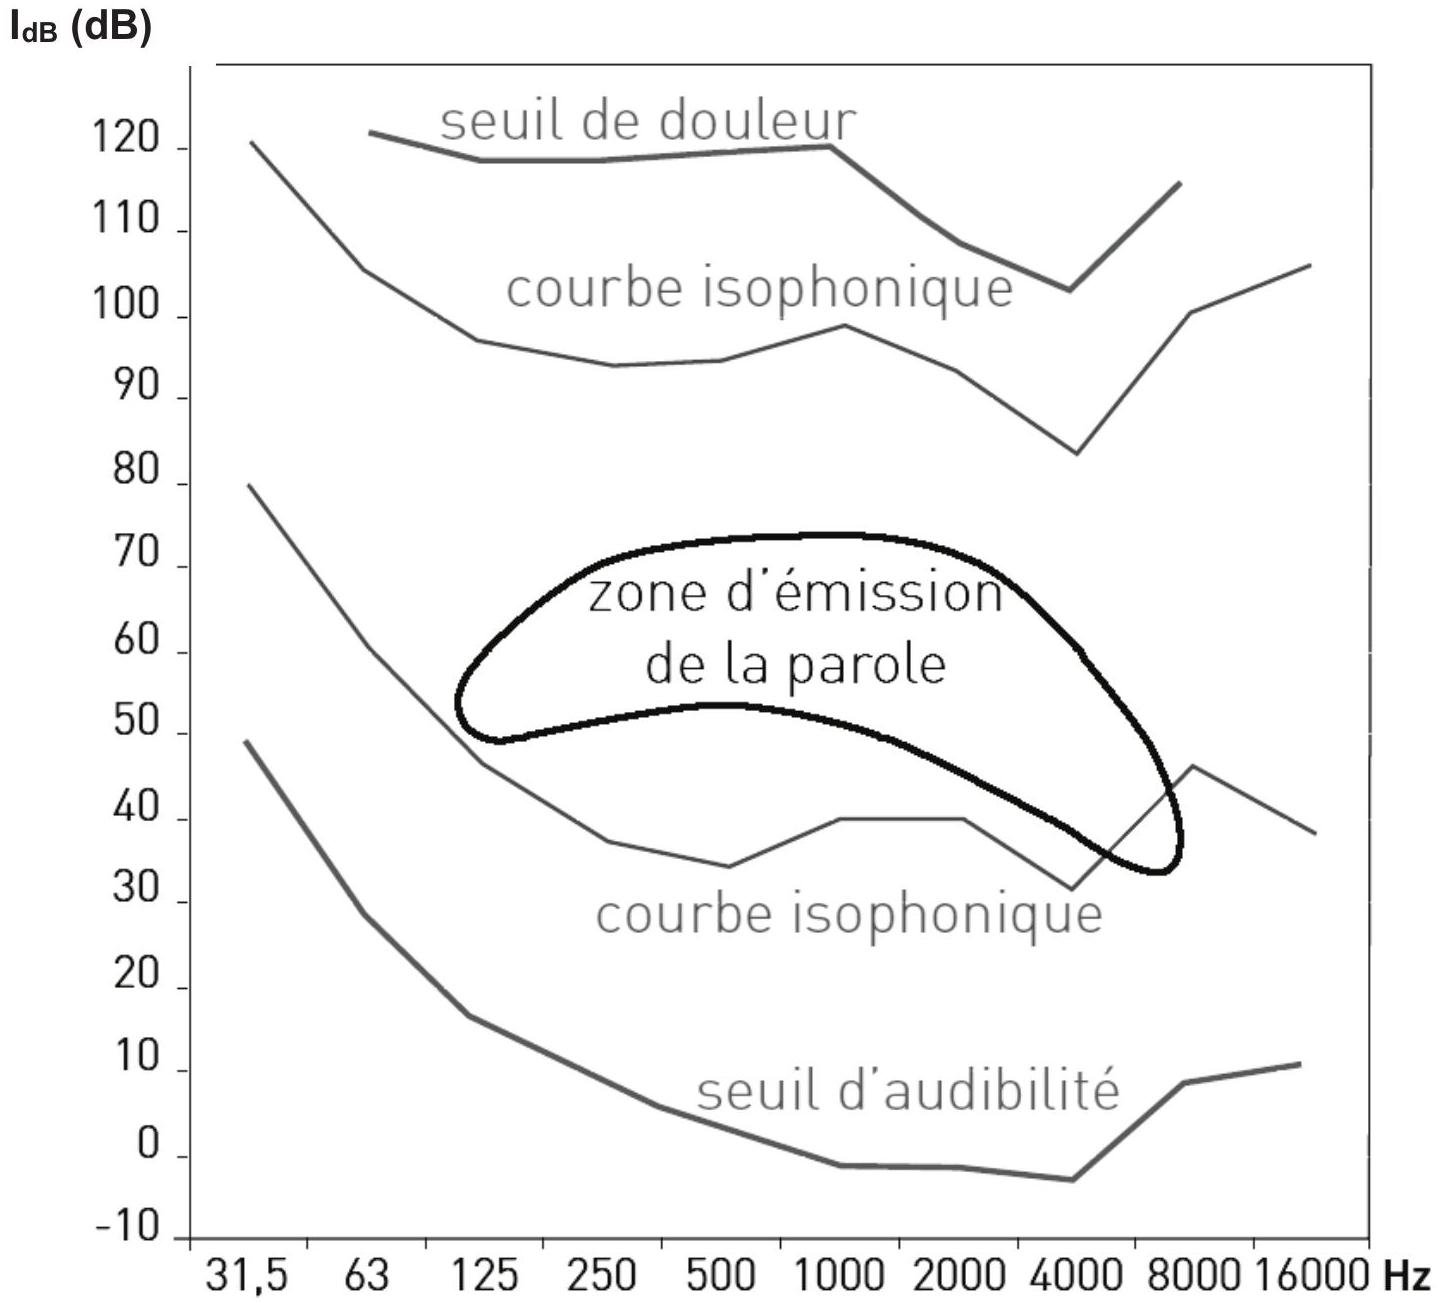 IdB (dB)
120
110
100
90
80
70
60
50
40
30
20
10
0
-10
seuil de douleur
courbe isophonique
zone d'émission
de la parole
courbe isophonique
seuil d'audibilité
31,5 63 125 250 500 1000 2000 4000 8000 16000 Hz